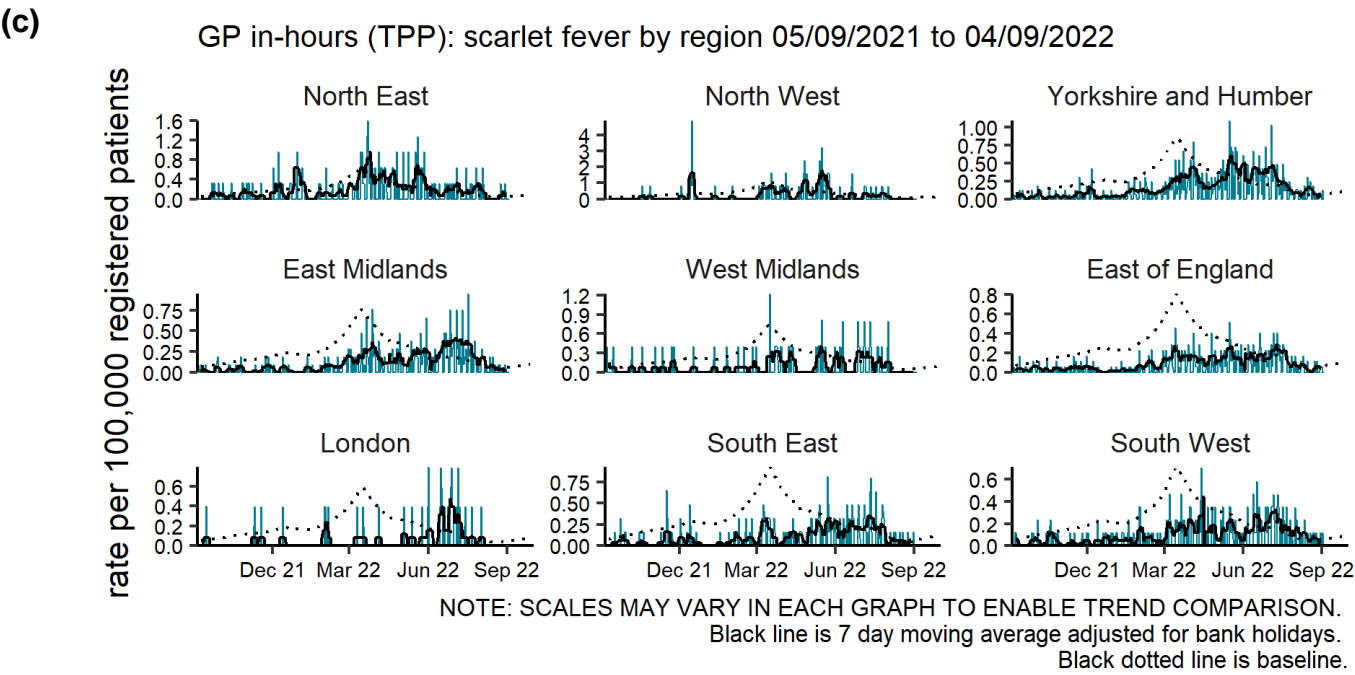 (c)
GP in-hours (TPP): scarlet fever by region 05/09/2021 to 04/09/2022
rate per 100,000 registered patients
North East
1.6
1.2
0.8
0.4
0.0
North West
4
3
2
1
0
Yorkshire and Humber
1.00
0.75
0.50
0.25
0.00
East Midlands
0.75
0.50
0.25
0.00
West Midlands
1.2
0.9
0.6
0.3
0.0
East of England
0.8
0.6
0.4
0.2
0.0
London
0.6
0.4
0.2
0.0
Dec 21 Mar 22 Jun 22 Sep 22
South East
0.75
0.50
0.25
0.00
Dec 21 Mar 22 Jun 22 Sep 22
South West
0.6
0.4
0.2
0.0
Dec 21 Mar 22 Jun 22 Sep 22
NOTE: SCALES MAY VARY IN EACH GRAPH TO ENABLE TREND COMPARISON.
Black line is 7 day moving average adjusted for bank holidays.
Black dotted line is baseline.